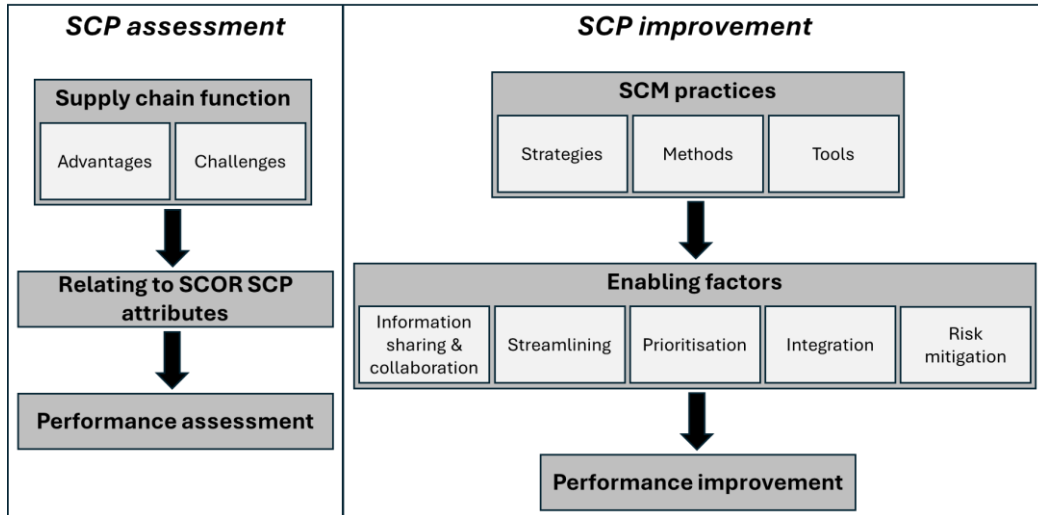 SCP assessment
Supply chain function
Advantages
Challenges
Relating to SCOR SCP
attributes
Performance assessment
SCP improvement
SCM practices
Strategies
Methods
Tools
Enabling factors
Information
sharing &
collaboration
Streamlining
Prioritisation
Integration
Risk
mitigation
Performance improvement